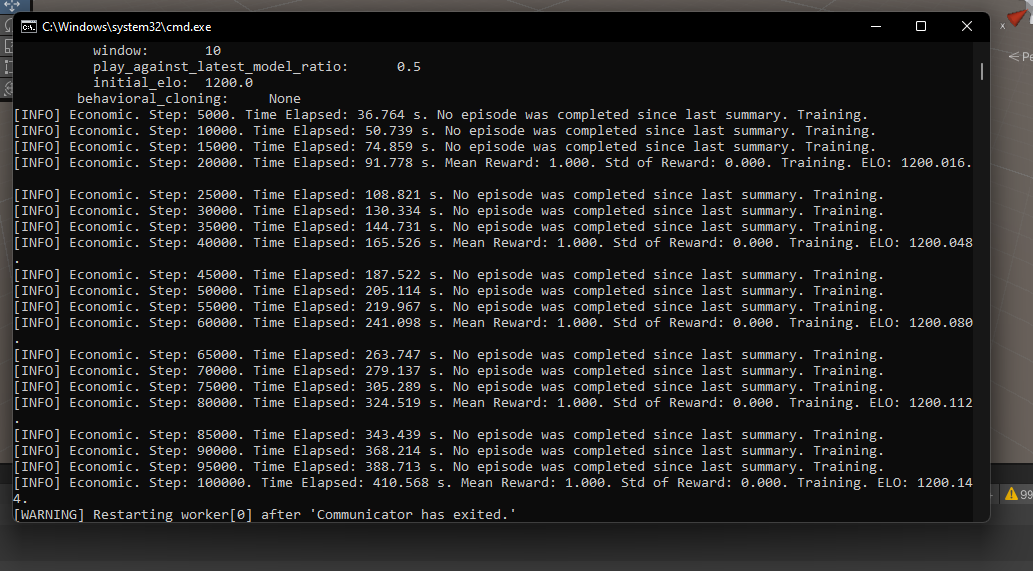 C:\Windows\system32\cmd.exe
window: 10
play_against_latest_model_ratio: 0.5
initial_elo: 1200.0
behavioral_cloning: None
[INFO] Economic. Step: 5000. Time Elapsed: 36.764 s. No episode was completed since last summary. Training.
[INFO] Economic. Step: 10000. Time Elapsed: 50.739 s. No episode was completed since last summary. Training.
[INFO] Economic. Step: 15000. Time Elapsed: 74.859 s. No episode was completed since last summary. Training.
[INFO] Economic. Step: 20000. Time Elapsed: 91.778 s. Mean Reward: 1.000. Std of Reward: 0.000. Training. ELO: 1200.016.
[INFO] Economic. Step: 25000. Time Elapsed: 108.821 s. No episode was completed since last summary. Training.
[INFO] Economic. Step: 30000. Time Elapsed: 130.334 s. No episode was completed since last summary. Training.
[INFO] Economic. Step: 35000. Time Elapsed: 144.731 s. No episode was completed since last summary. Training.
[INFO] Economic. Step: 40000. Time Elapsed: 165.526 s. Mean Reward: 1.000. Std of Reward: 0.000. Training. ELO: 1200.048
.
[INFO] Economic. Step: 45000. Time Elapsed: 187.522 s. No episode was completed since last summary. Training.
[INFO] Economic. Step: 50000. Time Elapsed: 205.114 s. No episode was completed since last summary. Training.
[INFO] Economic. Step: 55000. Time Elapsed: 219.967 s. No episode was completed since last summary. Training.
[INFO] Economic. Step: 60000. Time Elapsed: 241.098 s. Mean Reward: 1.000. Std of Reward: 0.000. Training. ELO: 1200.080
.
[INFO] Economic. Step: 65000. Time Elapsed: 263.747 s. No episode was completed since last summary. Training.
[INFO] Economic. Step: 70000. Time Elapsed: 279.137 s. No episode was completed since last summary. Training.
[INFO] Economic. Step: 75000. Time Elapsed: 305.289 s. No episode was completed since last summary. Training.
[INFO] Economic. Step: 80000. Time Elapsed: 324.519 s. Mean Reward: 1.000. Std of Reward: 0.000. Training. ELO: 1200.112
.
[INFO] Economic. Step: 85000. Time Elapsed: 343.439 s. No episode was completed since last summary. Training.
[INFO] Economic. Step: 90000. Time Elapsed: 368.214 s. No episode was completed since last summary. Training.
[INFO] Economic. Step: 95000. Time Elapsed: 388.713 s. No episode was completed since last summary. Training.
[INFO] Economic. Step: 100000. Time Elapsed: 410.568 s. Mean Reward: 1.000. Std of Reward: 0.000. Training. ELO: 1200.14
4.
[WARNING] Restarting worker[0] after 'Communicator has exited.'
x
Pe
99